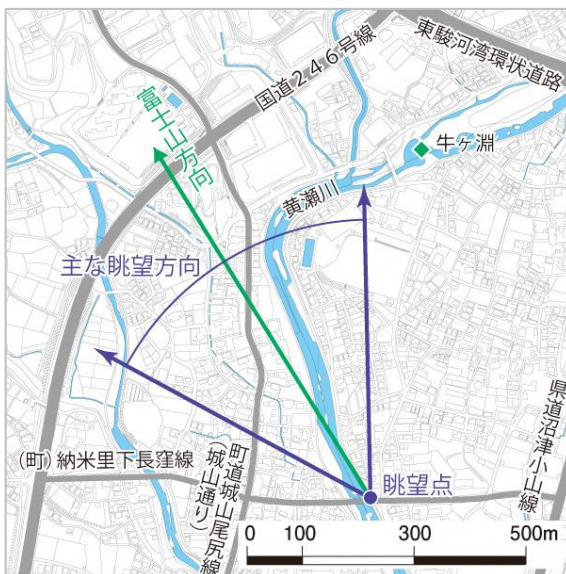 東駿河湾環状道路
国道246号線
富士山方向
牛ヶ淵
黄瀬川
主な眺望方向
県道沼津小山線
(町)納米里下長窪線
町道城山尾尻線
(城山通り)
眺望点
0 100 300 500m